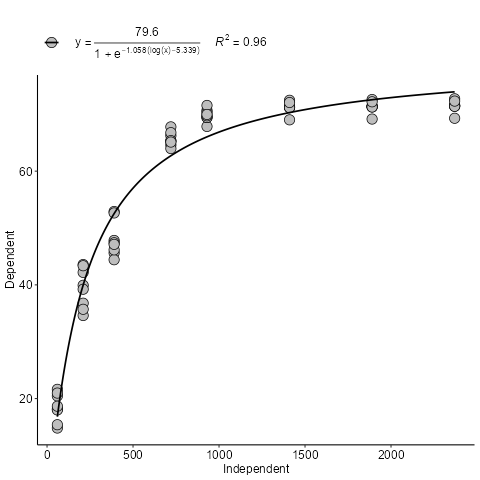 y = 79.6 / 1 + e^−1.058(log(x)−5.339) R² = 0.96
Dependent
60
40
20
0 500 1000 1500 2000
Independent